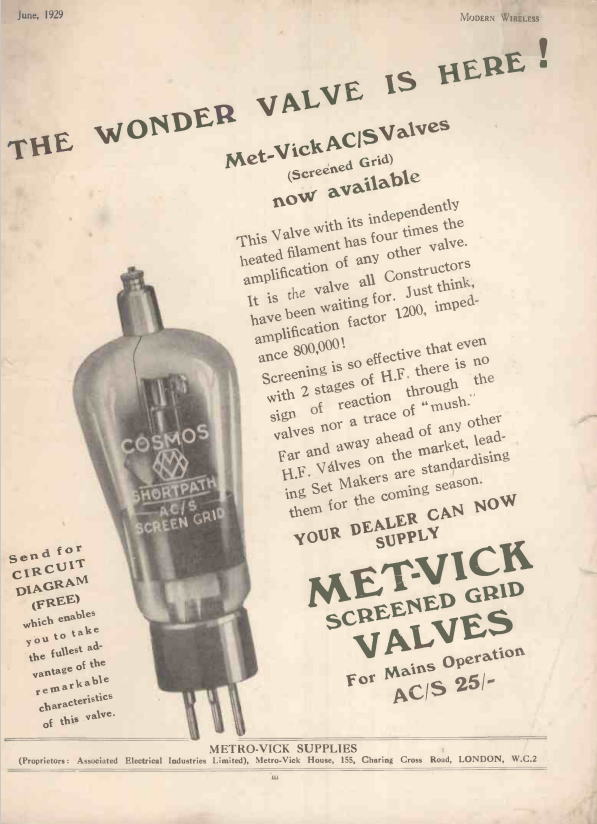 June, 1929
MODERN WIRELESS
THE WONDER VALVE IS HERE!
Met-Vick AC/S Valves
(Screened Grid)
now available
This Valve with its independently
heated filament has four times the
amplification of any other valve.
It is the valve all Constructors
have been waiting for. Just think,
amplification factor 1200, imped-
ance 800,000!
Screening is so effective that even
with 2 stages of H.F. there is no
sign of reaction through the
valves nor a trace of "mush."
Far and away ahead of any other
H.F. Valves on the market, lead-
ing Set Makers are standardising
them for the coming season.
YOUR DEALER CAN NOW
SUPPLY
MET-VICK
SCREENED GRID
VALVES
For Mains Operation
AC/S 25/-
COSMOS
SHORTPATH
AC/S
SCREEN GRID
Send for
CIRCUIT
DIAGRAM
(FREE)
which enables
you to take
the fullest ad-
vantage of the
remarkable
characteristics
of this valve.
METRO-VICK SUPPLIES
(Proprietors: Associated Electrical Industries Limited), Metro-Vick House, 155, Charing Cross Road, LONDON, W.C.2
iii